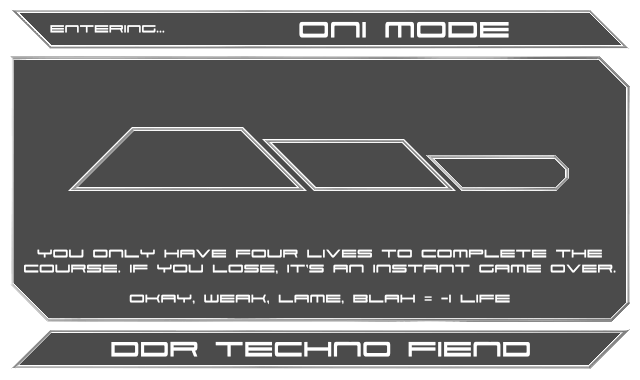 ENTERING...
ONI MODE
YOU ONLY HAVE FOUR LIVES TO COMPLETE THE
COURSE. IF YOU LOSE, IT'S AN INSTANT GAME OVER.
OKAY, WEAK, LAME, BLAH = -1 LIFE
DDR TECHNO FIEND